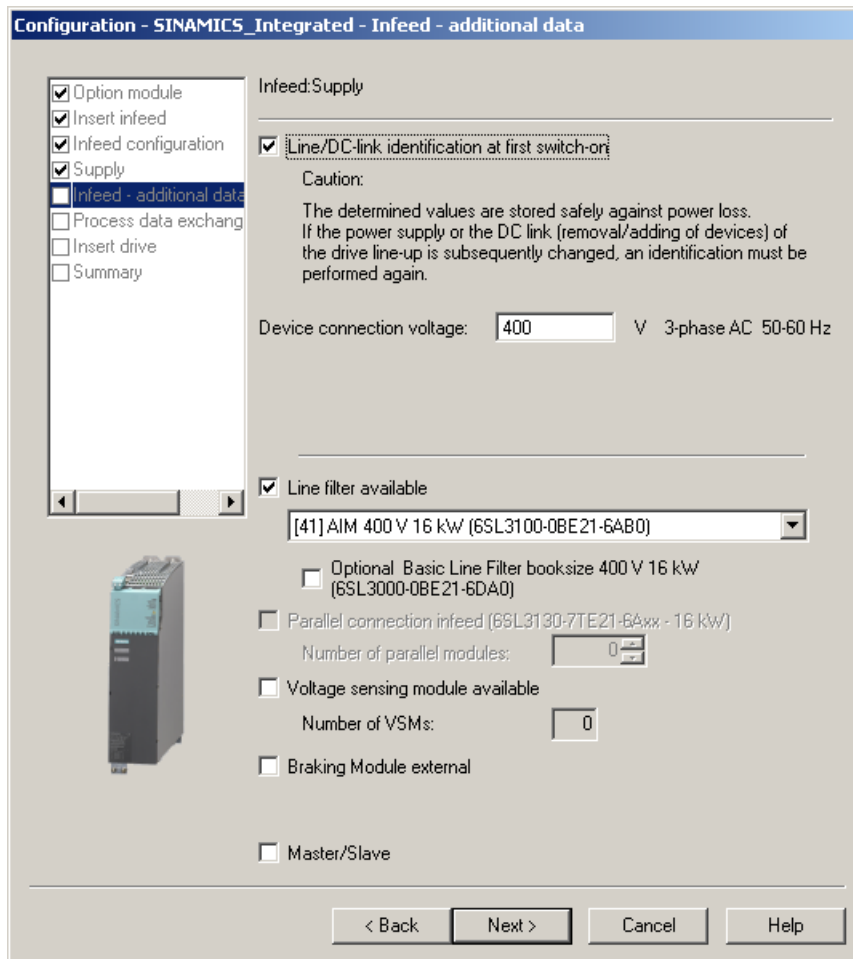 Configuration - SINAMICS_Integrated - Infeed - additional data
Option module
Insert infeed
Infeed configuration
Supply
Infeed - additional data
Process data exchang
Insert drive
Summary
Infeed:Supply
Line/DC-link identification at first switch-on
Caution:
The determined values are stored safely against power loss.
If the power supply or the DC link (removal/adding of devices) of
the drive line-up is subsequently changed, an identification must be
performed again.
Device connection voltage: 400 V 3-phase AC 50-60 Hz
Line filter available
[41] AIM 400 V 16 kW (6SL3100-0BE21-6AB0)
Optional Basic Line Filter booksize 400 V 16 kW
(6SL3000-0BE21-6DA0)
Parallel connection infeed (6SL3130-7TE21-6Axx - 16 kW)
Number of parallel modules: 0
Voltage sensing module available
Number of VSMs: 0
Braking Module external
Master/Slave
< Back Next > Cancel Help